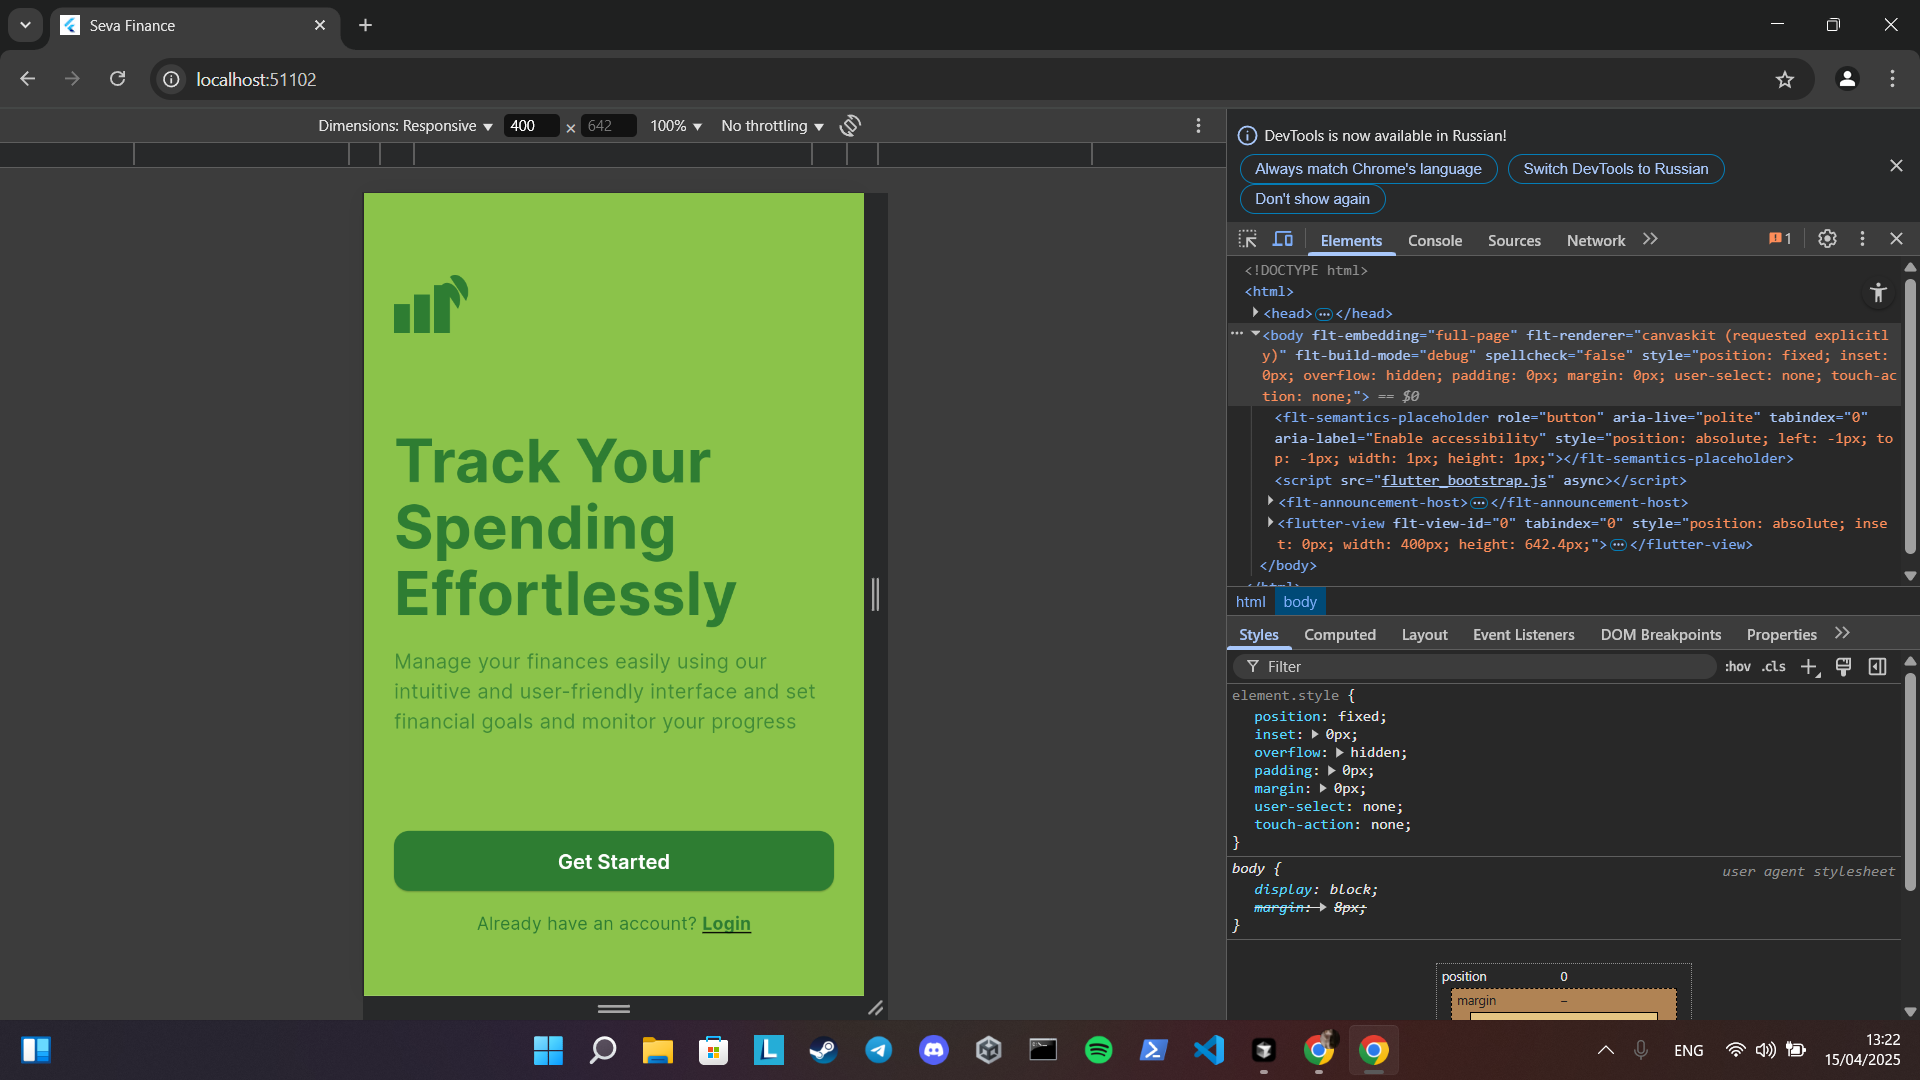 Seva Finance
localhost:51102
Dimensions: Responsive 400 × 642 100% No throttling
DevTools is now available in Russian!
Always match Chrome's language Switch DevTools to Russian
Don't show again
Elements Console Sources Network 1
<!DOCTYPE html>
<html>
<head> … </head>
<body flt-embedding="full-page" flt-renderer="canvaskit (requested explicitl
y)" flt-build-mode="debug" spellcheck="false" style="position: fixed; inset:
0px; overflow: hidden; padding: 0px; margin: 0px; user-select: none; touch-ac
tion: none;"> == $0
<flt-semantics-placeholder role="button" aria-live="polite" tabindex="0"
aria-label="Enable accessibility" style="position: absolute; left: -1px; to
p: -1px; width: 1px; height: 1px;"></flt-semantics-placeholder>
<script src="flutter_bootstrap.js" async></script>
<flt-announcement-host> … </flt-announcement-host>
<flutter-view flt-view-id="0" tabindex="0" style="position: absolute; inse
t: 0px; width: 400px; height: 642.4px;"> … </flutter-view>
</body>
html body
Styles Computed Layout Event Listeners DOM Breakpoints Properties
Filter :hov .cls
element.style {
position: fixed;
inset: 0px;
overflow: hidden;
padding: 0px;
margin: 0px;
user-select: none;
touch-action: none;
}
body { user agent stylesheet
display: block;
margin: 8px;
}
position 0
margin –
Track Your
Spending
Effortlessly
Manage your finances easily using our
intuitive and user-friendly interface and set
financial goals and monitor your progress
Get Started
Already have an account? Login
ENG
13:22
15/04/2025